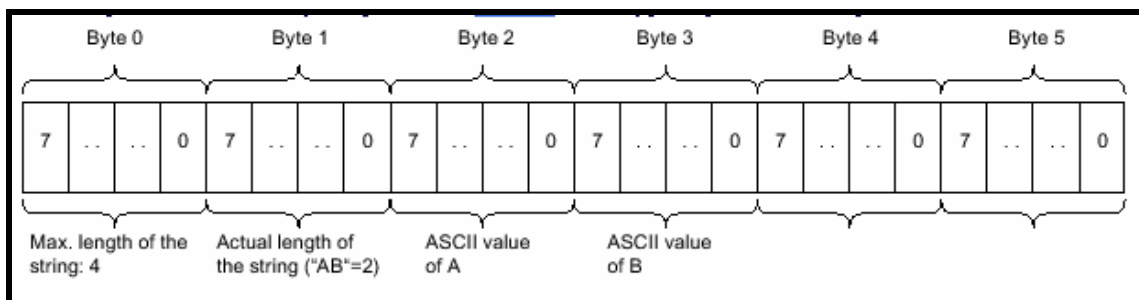 Byte 0 Byte 1 Byte 2 Byte 3 Byte 4 Byte 5
7 .. .. 0 7 .. .. 0 7 .. .. 0 7 .. .. 0 7 .. .. 0 7 .. .. 0
Max. length of the string: 4
Actual length of the string ("AB"=2)
ASCII value of A
ASCII value of B